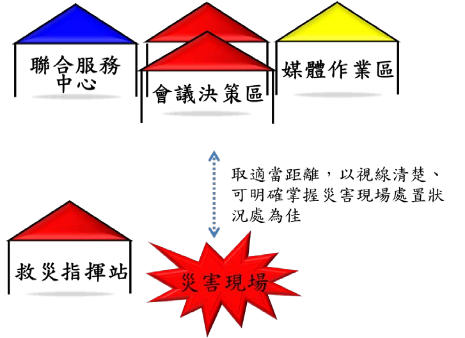 聯合服務
中心
會議決策區
媒體作業區
取適當距離，以視線清楚、
可明確掌握災害現場處置狀
況處為佳
救災指揮站
災害現場